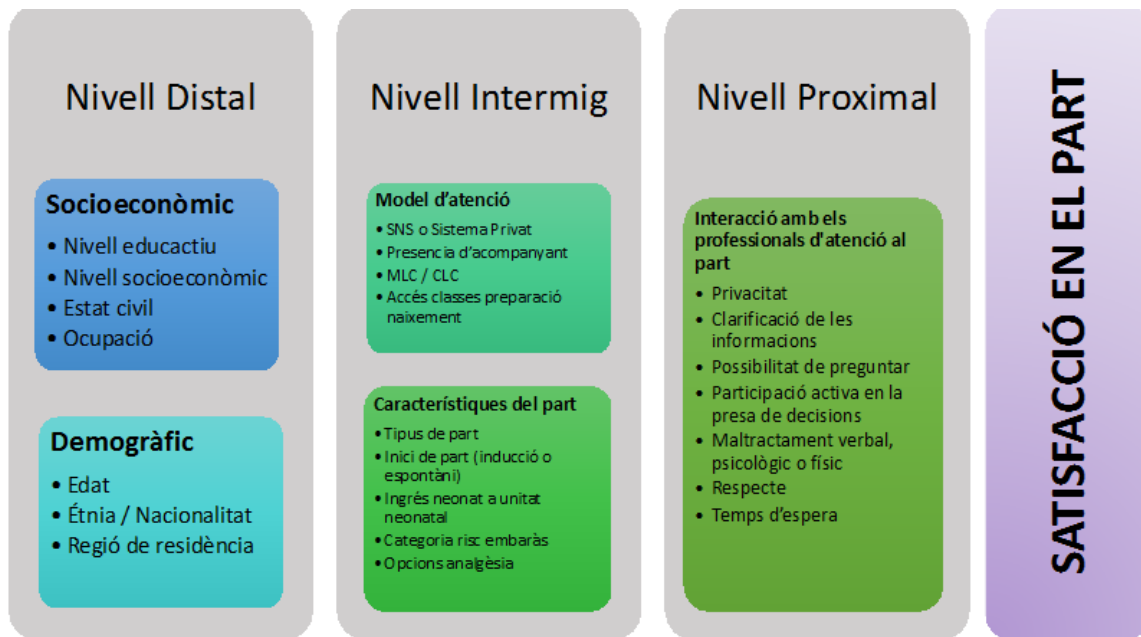 Nivell Distal
Socioeconòmic
• Nivell educactiu
• Nivell socioeconòmic
• Estat civil
• Ocupació
Demogràfic
• Edat
• Étnia / Nacionalitat
• Regió de residència
Nivell Intermig
Model d'atenció
• SNS o Sistema Privat
• Presencia d'acompanyant
• MLC / CLC
• Accés classes preparació
naixement
Característiques del part
• Tipus de part
• Inici de part (inducció o
espontàni)
• Ingrés neonat a unitat
neonatal
• Categoria risc embaràs
• Opcions analgèsia
Nivell Proximal
Interacció amb els
professionals d'atenció al
part
• Privacitat
• Clarificació de les
informacions
• Possibilitat de preguntar
• Participació activa en la
presa de decisions
• Maltractament verbal,
psicològic o físic
• Respecte
• Temps d'espera
SATISFACCIÓ EN EL PART